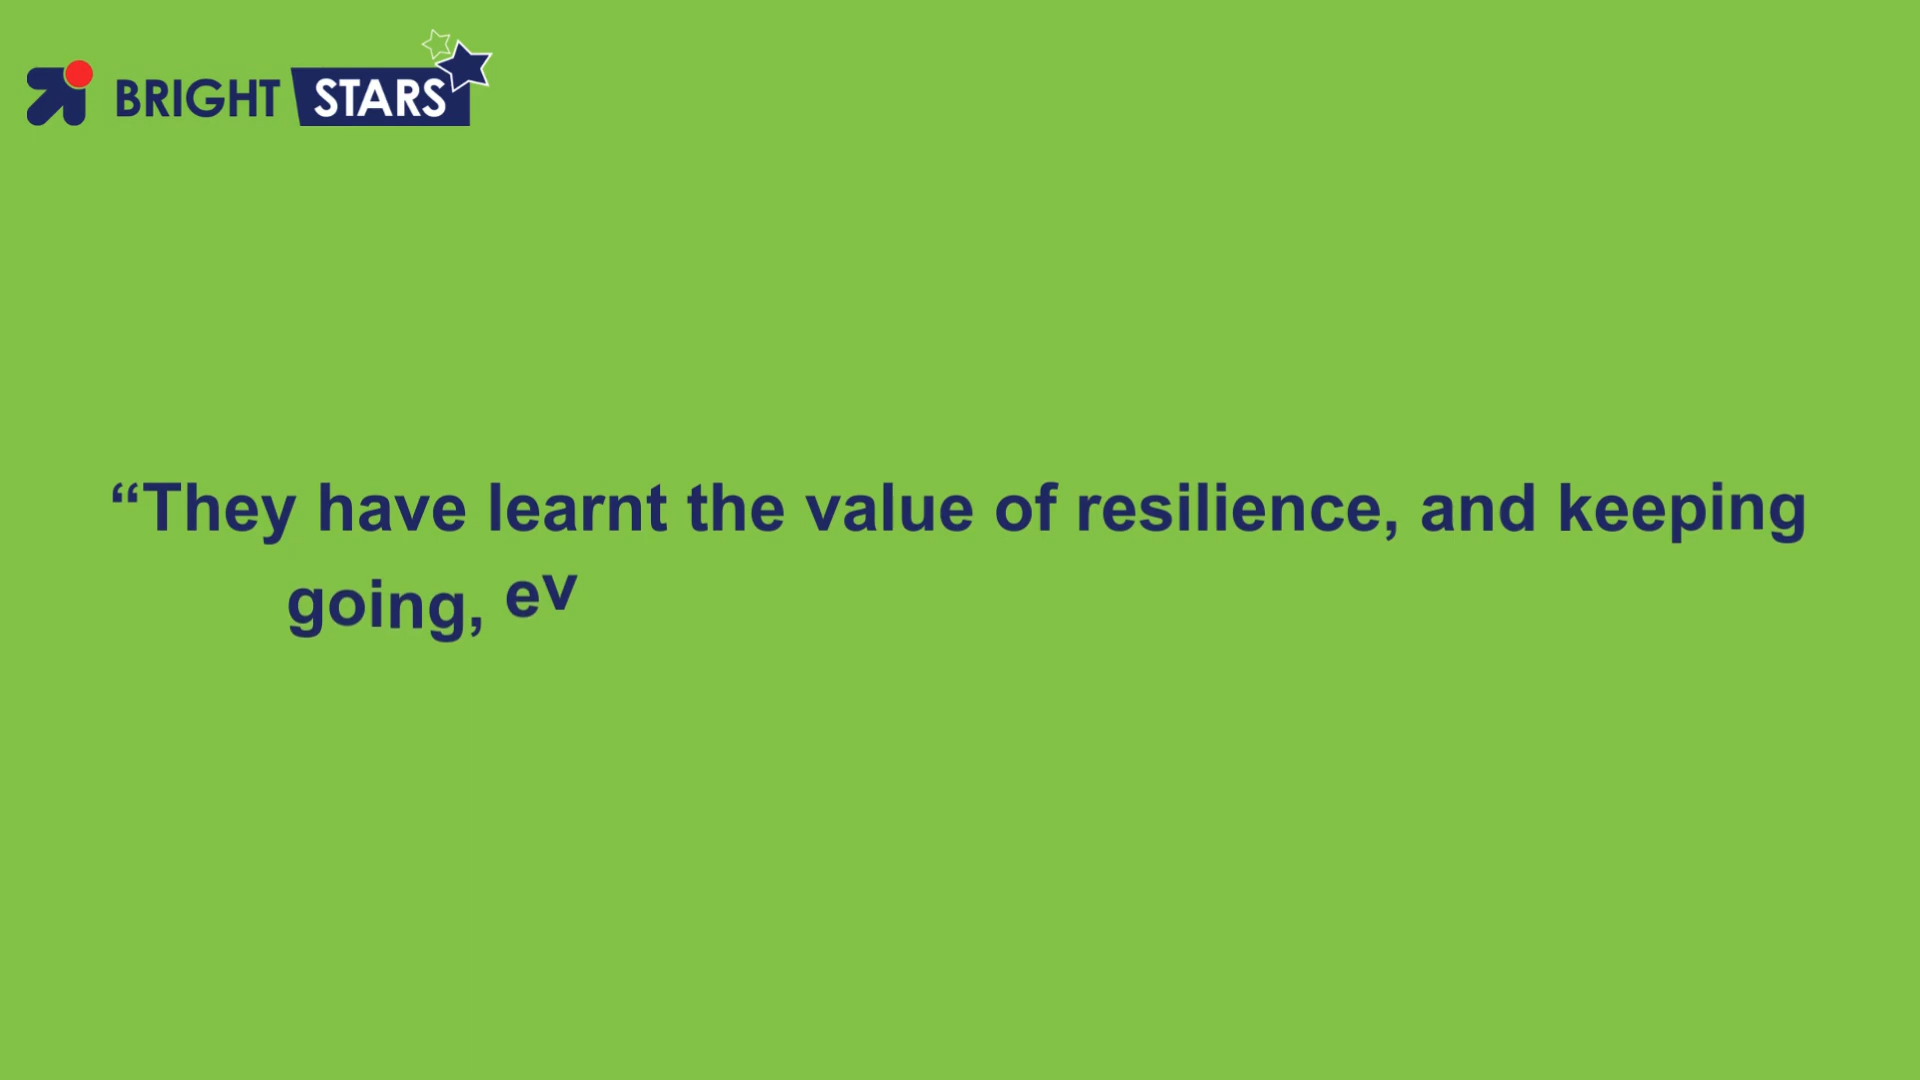 BRIGHT STARS
“They have learnt the value of resilience, and keeping
going, ev